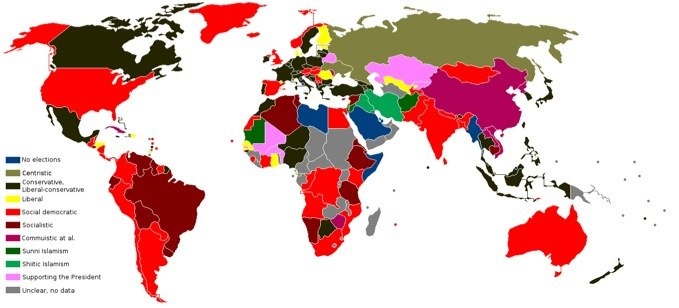 No elections
Centristic
Conservative,
Liberal-conservative
Liberal
Social democratic
Socialistic
Commuistic at al.
Sunni Islamism
Shiitic Islamism
Supporting the President
Unclear, no data